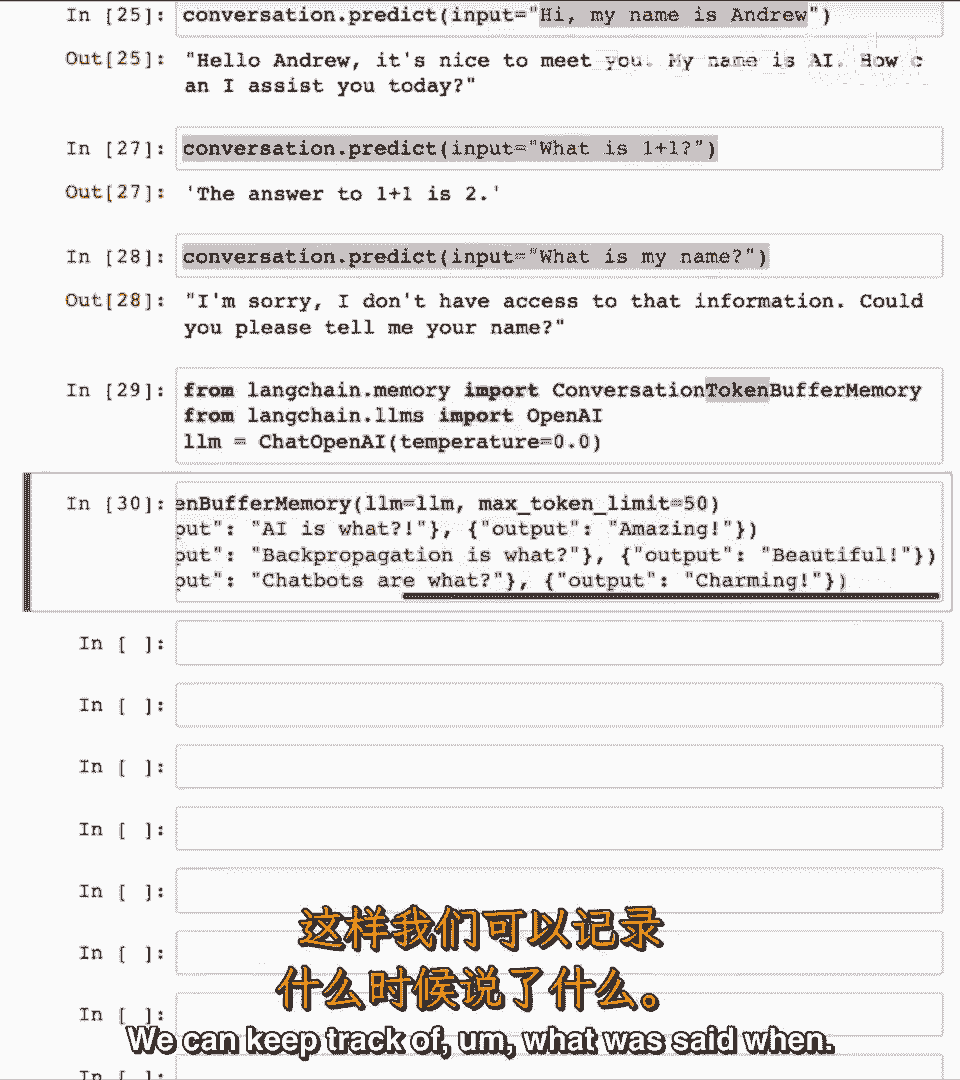 In [25]: conversation.predict(input="Hi, my name is Andrew")
Out[25]: "Hello Andrew, it's nice to meet you. My name is AI. How c
an I assist you today?"
In [27]: conversation.predict(input="What is 1+1?")
Out[27]: 'The answer to 1+1 is 2.'
In [28]: conversation.predict(input="What is my name?")
Out[28]: "I'm sorry, I don't have access to that information. Could
you please tell me your name?"
In [29]: from langchain.memory import ConversationTokenBufferMemory
from langchain.llms import OpenAI
llm = ChatOpenAI(temperature=0.0)
In [30]: enBufferMemory(llm=llm, max_token_limit=50)
put": "AI is what?!"}, {"output": "Amazing!"})
put": "Backpropagation is what?"}, {"output": "Beautiful!"})
put": "Chatbots are what?"}, {"output": "Charming!"})
In [ ]:
In [ ]:
In [ ]:
In [ ]:
In [ ]:
这样我们可以记录
In [ ]:
什么时候说了什么。
In [ ]:
We can keep track of, um, what was said when.
In [ ]: